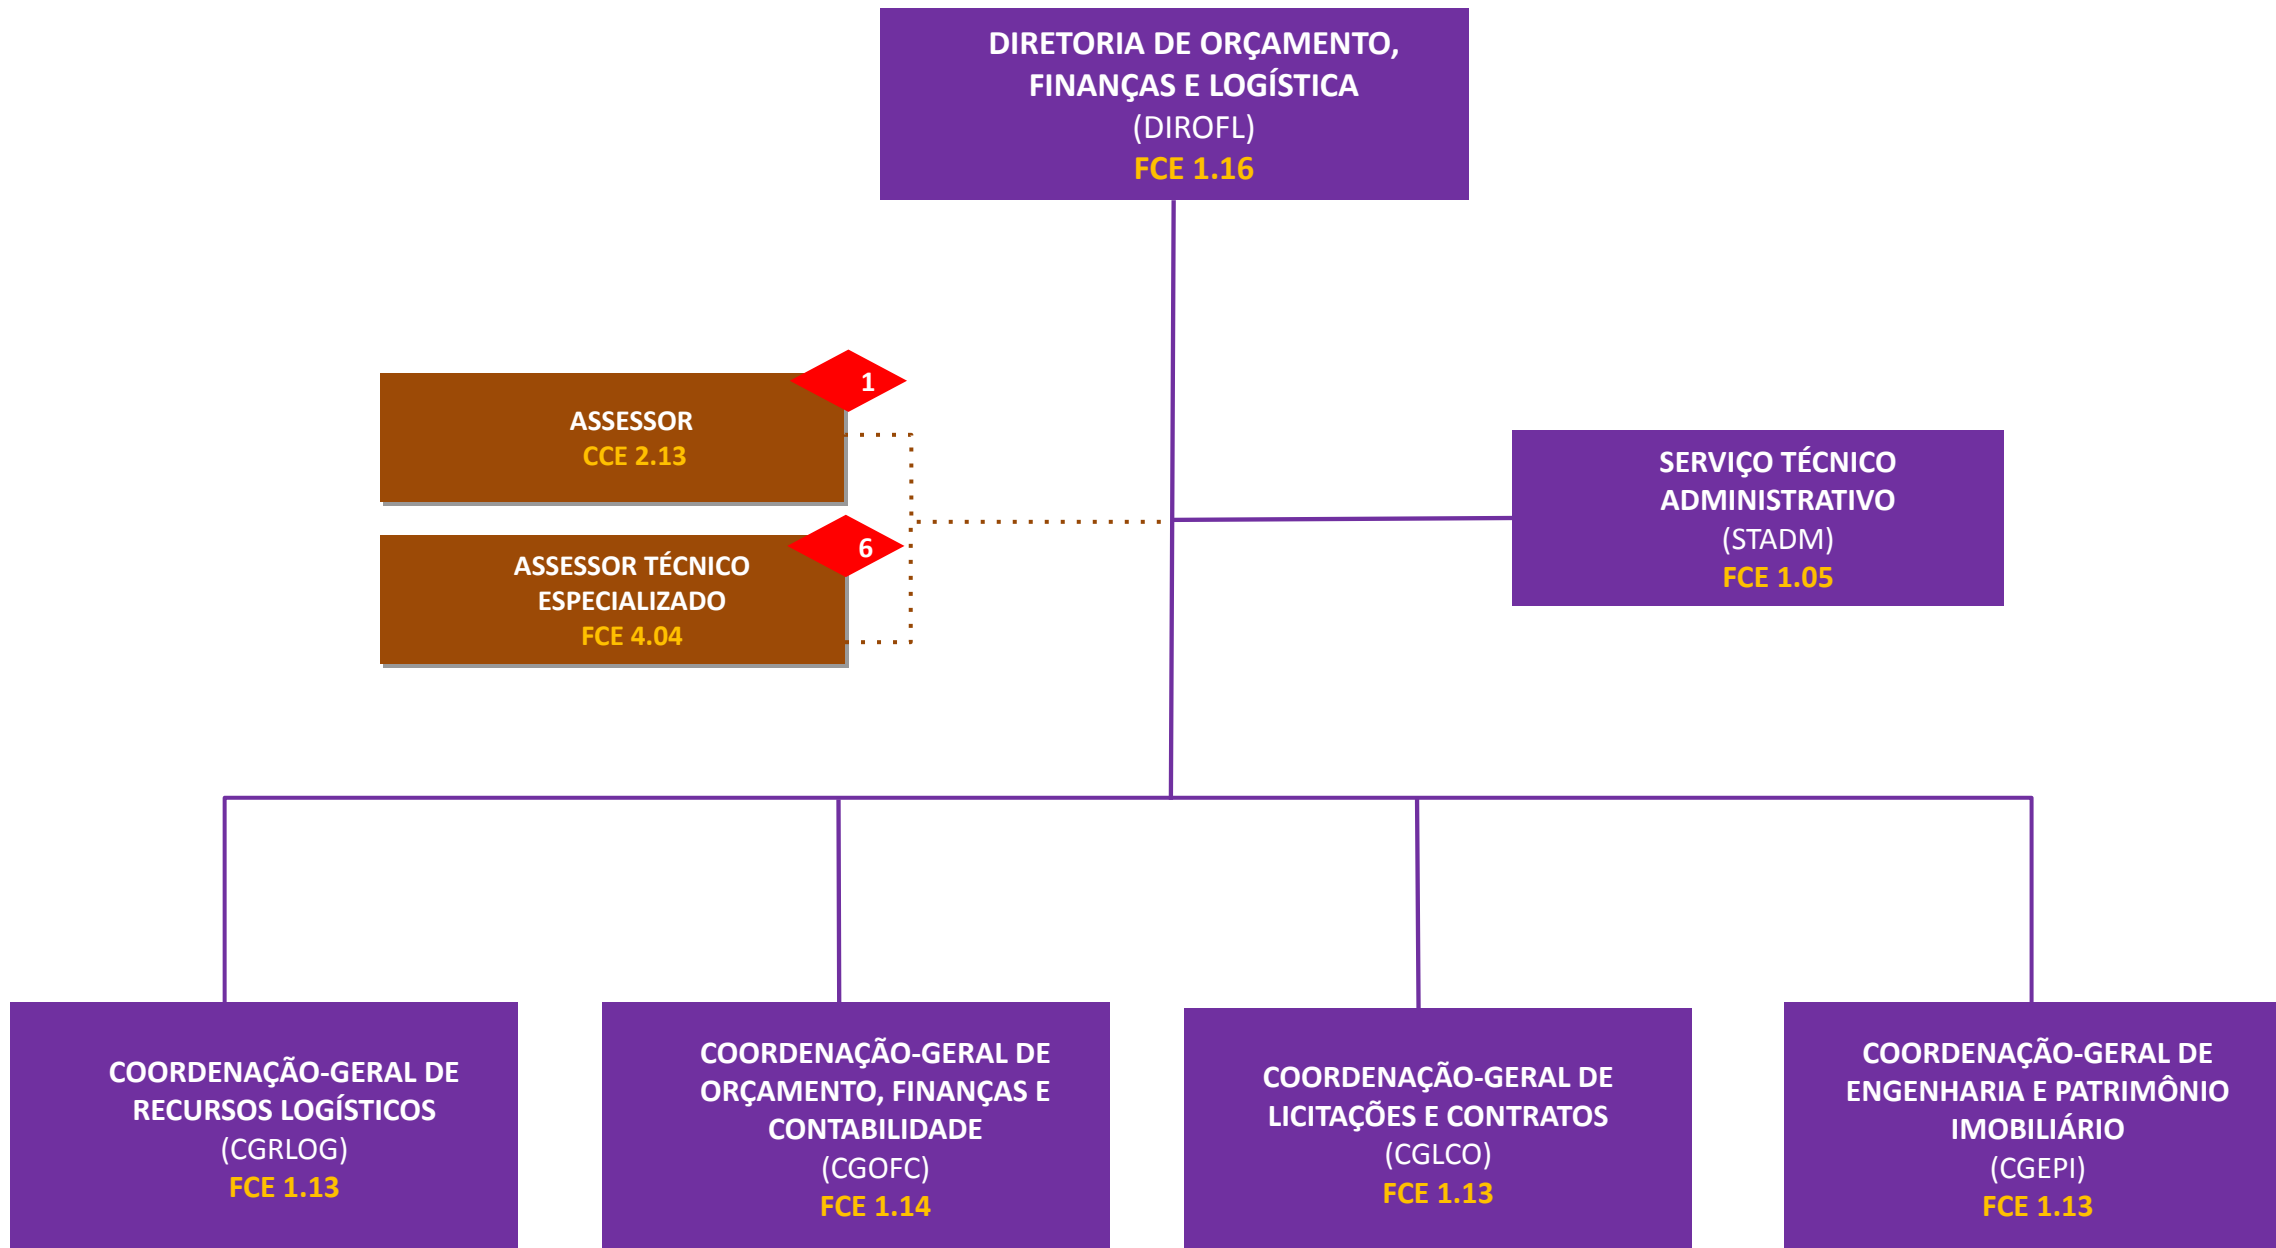 DIRETORIA DE ORÇAMENTO,
FINANÇAS E LOGÍSTICA
(DIROFL)
FCE 1.16
1
ASSESSOR
CCE 2.13
6
ASSESSOR TÉCNICO
ESPECIALIZADO
FCE 4.04
SERVIÇO TÉCNICO
ADMINISTRATIVO
(STADM)
FCE 1.05
COORDENAÇÃO-GERAL DE
RECURSOS LOGÍSTICOS
(CGRLOG)
FCE 1.13
COORDENAÇÃO-GERAL DE
ORÇAMENTO, FINANÇAS E
CONTABILIDADE
(CGOFC)
FCE 1.14
COORDENAÇÃO-GERAL DE
LICITAÇÕES E CONTRATOS
(CGLCO)
FCE 1.13
COORDENAÇÃO-GERAL DE
ENGENHARIA E PATRIMÔNIO
IMOBILIÁRIO
(CGEPI)
FCE 1.13